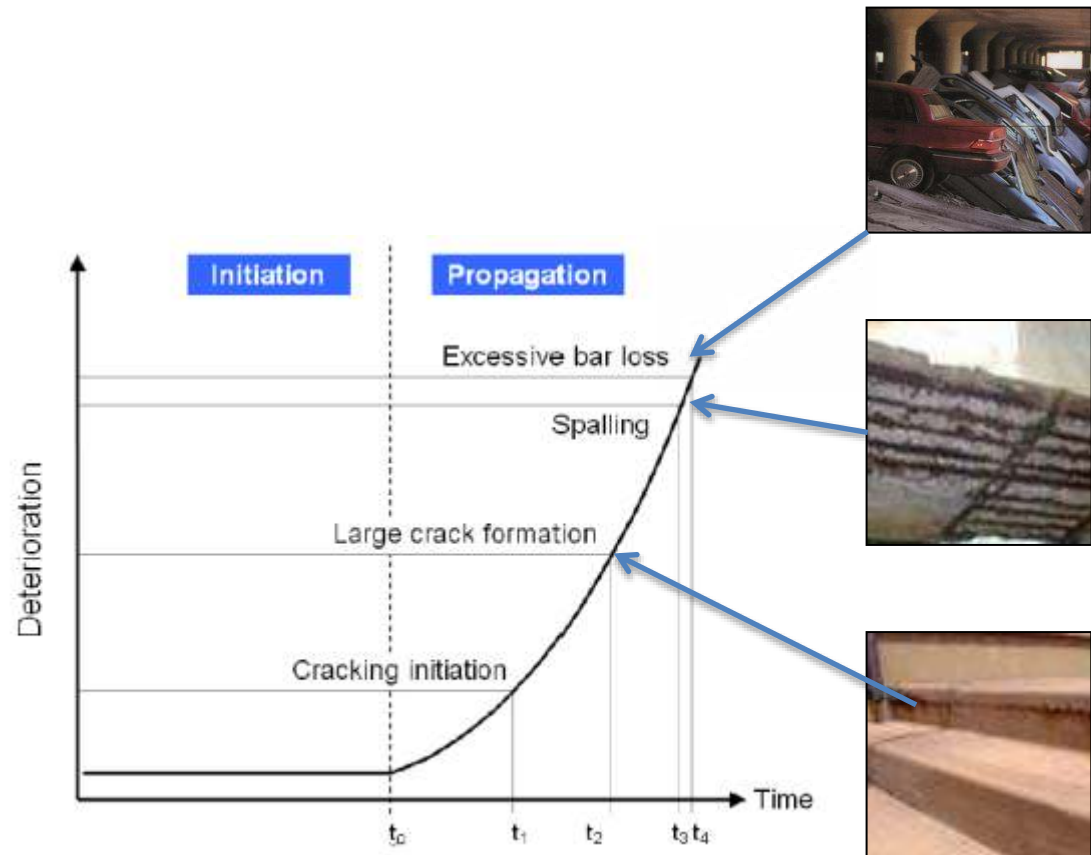 Initiation
Propagation
Excessive bar loss
Spalling
Large crack formation
Cracking initiation
Deterioration
Time
t₀ t₁ t₂ t₃ t₄